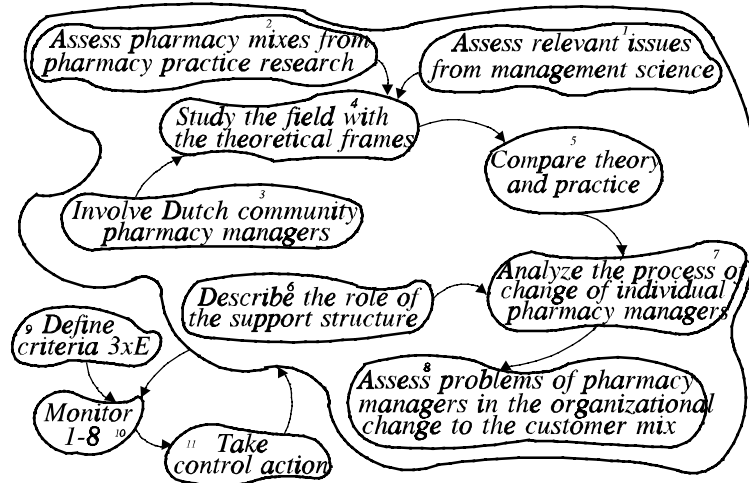 2
Assess pharmacy mixes from
pharmacy practice research
1
Assess relevant issues
from management science
4
Study the field with
the theoretical frames
5
Compare theory
and practice
3
Involve Dutch community
pharmacy managers
7
Analyze the process of
change of individual
pharmacy managers
6
Describe the role of
the support structure
9 Define
criteria 3xE
8
Assess problems of pharmacy
managers in the organizational
change to the customer mix
Monitor
1-8 10
11 Take
control action